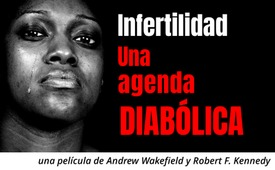 Infertilidad
Una
agenda
DIABÓLICA
una película de Andrew Wakefield y Robert F. Kennedy